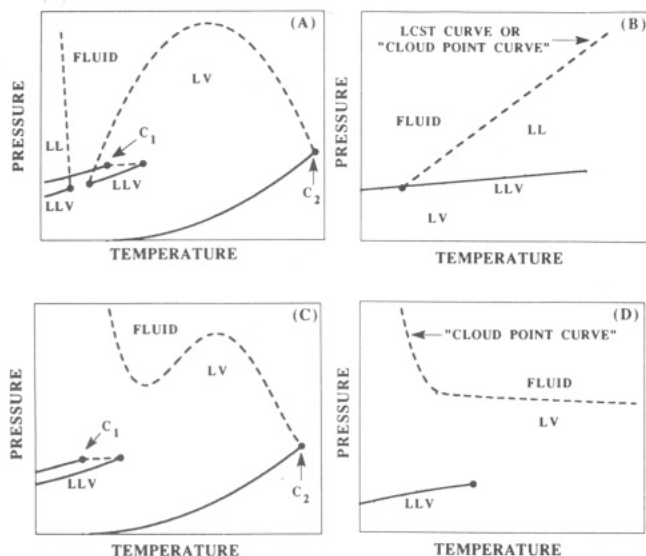 (A)
FLUID
LV
C1
LL
LLV
LLV
C2
PRESSURE
TEMPERATURE
(B)
LCST CURVE OR
"CLOUD POINT CURVE"
FLUID
LL
LLV
LV
PRESSURE
TEMPERATURE
(C)
FLUID
LV
C1
LLV
C2
PRESSURE
TEMPERATURE
(D)
"CLOUD POINT CURVE"
FLUID
LV
LLV
PRESSURE
TEMPERATURE